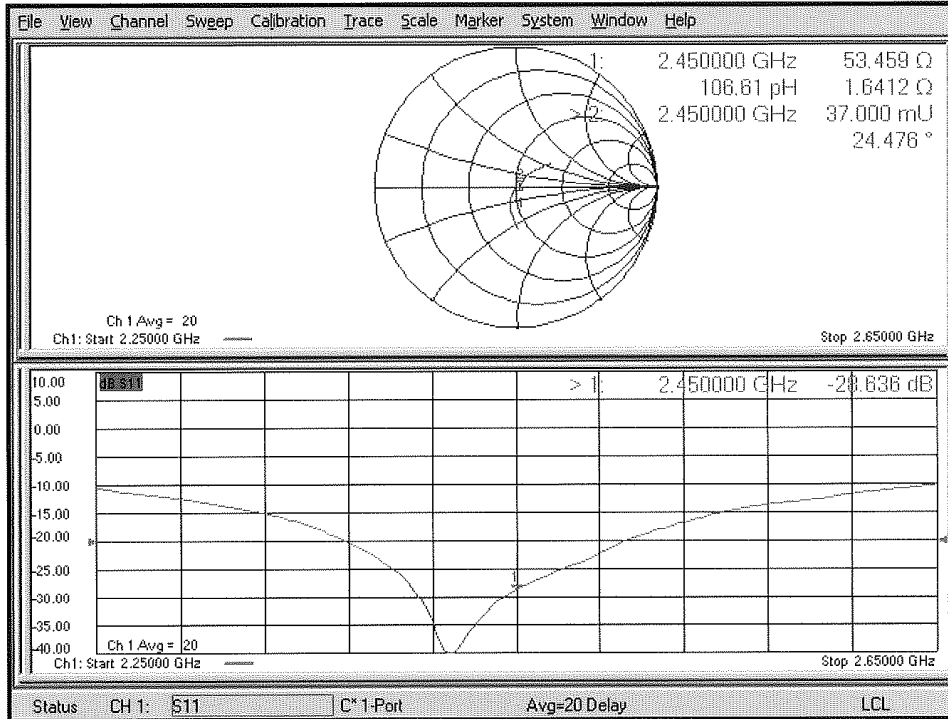 File View Channel Sweep Calibration Trace Scale Marker System Window Help
1: 2.450000 GHz 53.459 Ω
106.61 pH 1.6412 Ω
> 2: 2.450000 GHz 37.000 mU
24.476 °
Ch 1 Avg = 20
Ch1: Start 2.25000 GHz
Stop 2.65000 GHz
10.00
dB S11
> 1: 2.450000 GHz -28.636 dB
5.00
0.00
-5.00
-10.00
-15.00
-20.00
-25.00
1
-30.00
-35.00
-40.00
Ch 1 Avg = 20
Ch1: Start 2.25000 GHz
Stop 2.65000 GHz
Status CH 1: S11 C* 1-Port Avg=20 Delay LCL